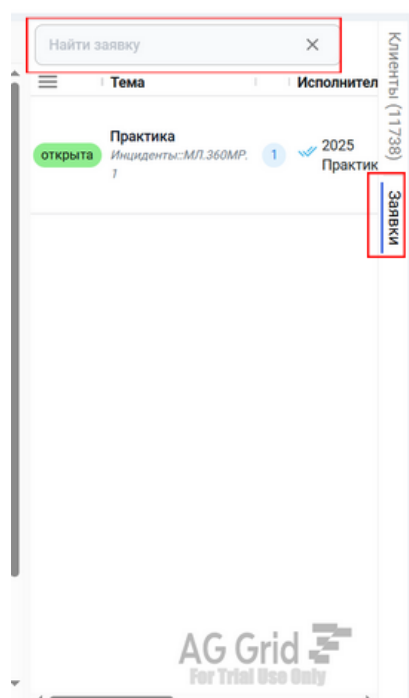 Найти заявку
Тема
Исполнител
открыта
Практика
Инциденты::МЛ.360МР.
1
1
2025
Практик
Клиенты (11738)
Заявки
AG Grid
For Trial Use Only